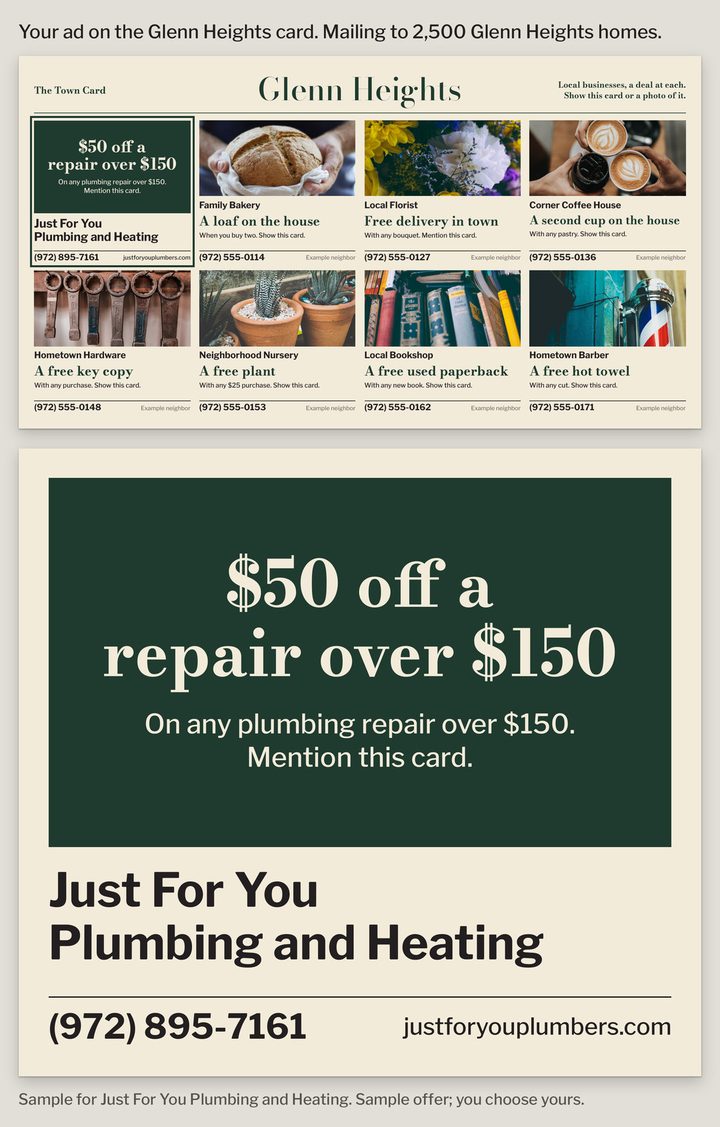 Your ad on the Glenn Heights card. Mailing to 2,500 Glenn Heights homes.
The Town Card
Glenn Heights
Local businesses, a deal at each.
Show this card or a photo of it.
$50 off a
repair over $150
On any plumbing repair over $150.
Mention this card.
Just For You
Plumbing and Heating
(972) 895-7161
justforyouplumbers.com
Family Bakery
A loaf on the house
When you buy two. Show this card.
(972) 555-0114
Example neighbor
Local Florist
Free delivery in town
With any bouquet. Mention this card.
(972) 555-0127
Example neighbor
Corner Coffee House
A second cup on the house
With any pastry. Show this card.
(972) 555-0136
Example neighbor
Hometown Hardware
A free key copy
With any purchase. Show this card.
(972) 555-0148
Example neighbor
Neighborhood Nursery
A free plant
With any $25 purchase. Show this card.
(972) 555-0153
Example neighbor
Local Bookshop
A free used paperback
With any new book. Show this card.
(972) 555-0162
Example neighbor
Hometown Barber
A free hot towel
With any cut. Show this card.
(972) 555-0171
Example neighbor
$50 off a
repair over $150
On any plumbing repair over $150.
Mention this card.
Just For You
Plumbing and Heating
(972) 895-7161
justforyouplumbers.com
Sample for Just For You Plumbing and Heating. Sample offer; you choose yours.